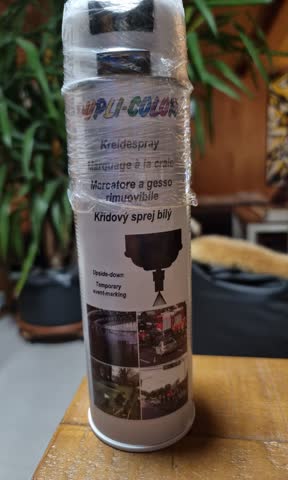 DUPLI-COLOR
Kreidespray
Marquage à la craie
Marcatore a gesso
rimuovibile
Křídový sprej bílý
Upside-down
Temporary
event-marking